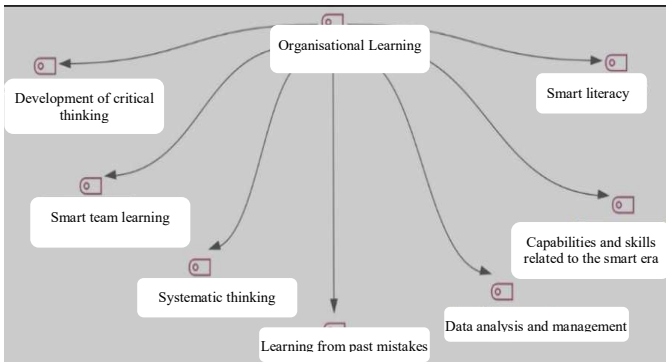 Organisational Learning
Smart literacy
Development of critical
thinking
Smart team learning
Capabilities and skills
related to the smart era
Systematic thinking
Data analysis and management
Learning from past mistakes